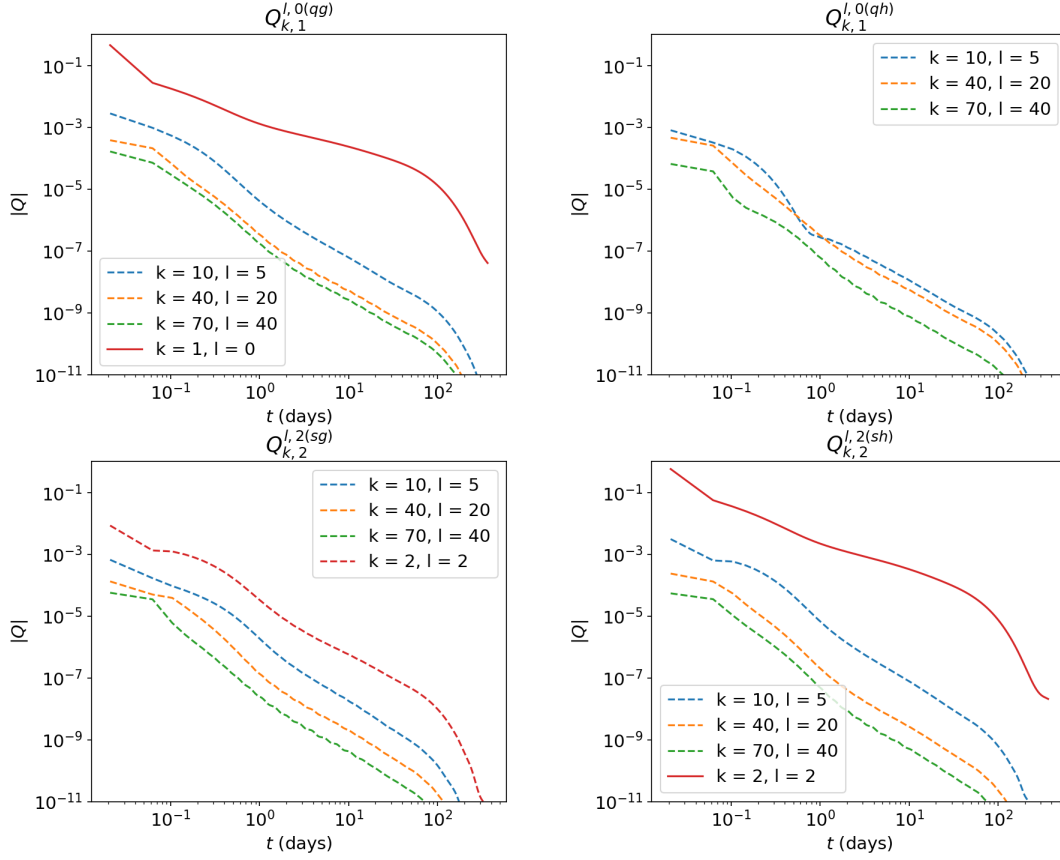 Q_{k,1}^{l,0(qg)}
|Q|
10^{-1}
10^{-3}
10^{-5}
10^{-7}
10^{-9}
10^{-11}
k = 10, l = 5
k = 40, l = 20
k = 70, l = 40
k = 1, l = 0
10^{-1} 10^{0} 10^{1} 10^{2}
t (days)
Q_{k,1}^{l,0(qh)}
|Q|
10^{-1}
10^{-3}
10^{-5}
10^{-7}
10^{-9}
10^{-11}
k = 10, l = 5
k = 40, l = 20
k = 70, l = 40
10^{-1} 10^{0} 10^{1} 10^{2}
t (days)
Q_{k,2}^{l,2(sg)}
|Q|
10^{-1}
10^{-3}
10^{-5}
10^{-7}
10^{-9}
10^{-11}
k = 10, l = 5
k = 40, l = 20
k = 70, l = 40
k = 2, l = 2
10^{-1} 10^{0} 10^{1} 10^{2}
t (days)
Q_{k,2}^{l,2(sh)}
|Q|
10^{-1}
10^{-3}
10^{-5}
10^{-7}
10^{-9}
10^{-11}
k = 10, l = 5
k = 40, l = 20
k = 70, l = 40
k = 2, l = 2
10^{-1} 10^{0} 10^{1} 10^{2}
t (days)